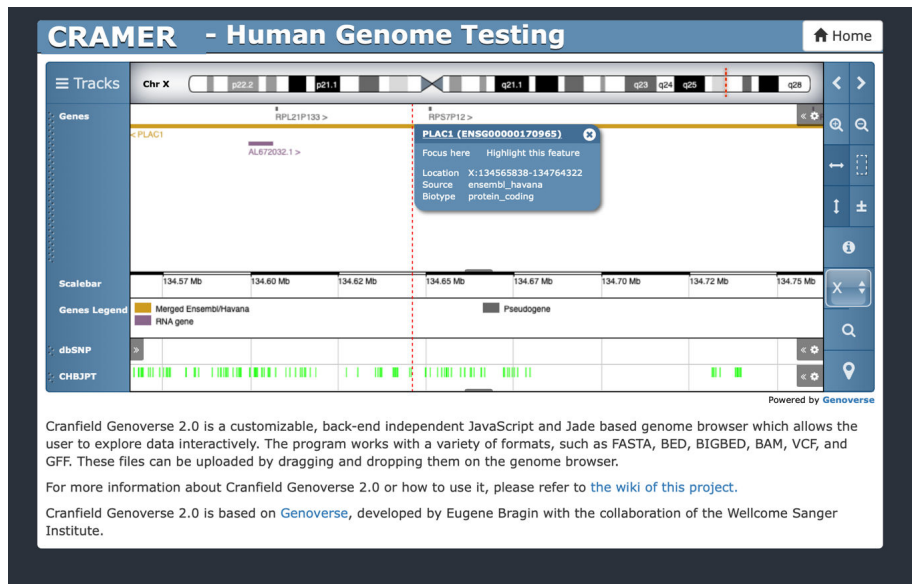 CRAMER - Human Genome Testing
Home
Tracks
Chr X p22.2 p21.1 q21.1 q23 q24 q25 q28
Genes
RPL21P133 >
RPS7P12 >
< PLAC1
AL672032.1 >
PLAC1 (ENSG00000170965)
Focus here Highlight this feature
Location X:134565838-134764322
Source ensembl_havana
Biotype protein_coding
Scalebar 134.57 Mb 134.60 Mb 134.62 Mb 134.65 Mb 134.67 Mb 134.70 Mb 134.72 Mb 134.75 Mb
X
Genes Legend Merged Ensembl/Havana Pseudogene
RNA gene
dbSNP
CHBJPT
Powered by Genoverse
Cranfield Genoverse 2.0 is a customizable, back-end independent JavaScript and Jade based genome browser which allows the
user to explore data interactively. The program works with a variety of formats, such as FASTA, BED, BIGBED, BAM, VCF, and
GFF. These files can be uploaded by dragging and dropping them on the genome browser.
For more information about Cranfield Genoverse 2.0 or how to use it, please refer to the wiki of this project.
Cranfield Genoverse 2.0 is based on Genoverse, developed by Eugene Bragin with the collaboration of the Wellcome Sanger
Institute.